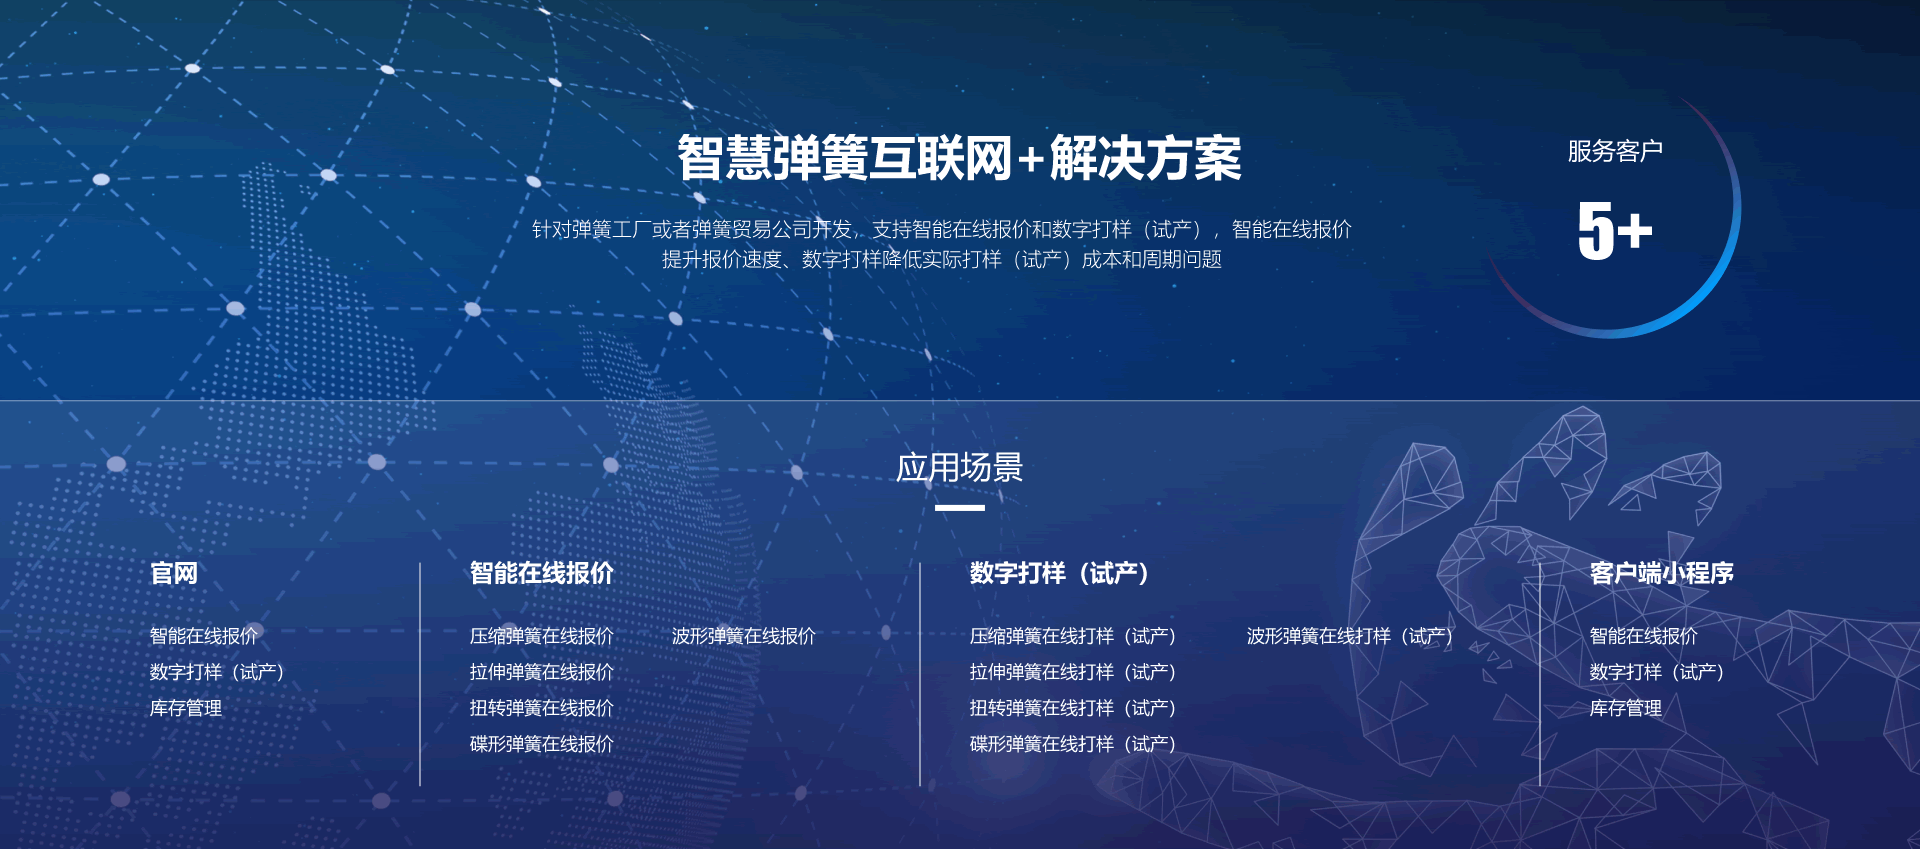 智慧弹簧互联网+解决方案
针对弹簧工厂或者弹簧贸易公司开发，支持智能在线报价和数字打样（试产），智能在线报价
提升报价速度、数字打样降低实际打样（试产）成本和周期问题
服务客户
5+
应用场景
官网
智能在线报价
数字打样（试产）
库存管理
智能在线报价
压缩弹簧在线报价
拉伸弹簧在线报价
扭转弹簧在线报价
碟形弹簧在线报价
波形弹簧在线报价
数字打样（试产）
压缩弹簧在线打样（试产）
拉伸弹簧在线打样（试产）
扭转弹簧在线打样（试产）
碟形弹簧在线打样（试产）
波形弹簧在线打样（试产）
客户端小程序
智能在线报价
数字打样（试产）
库存管理